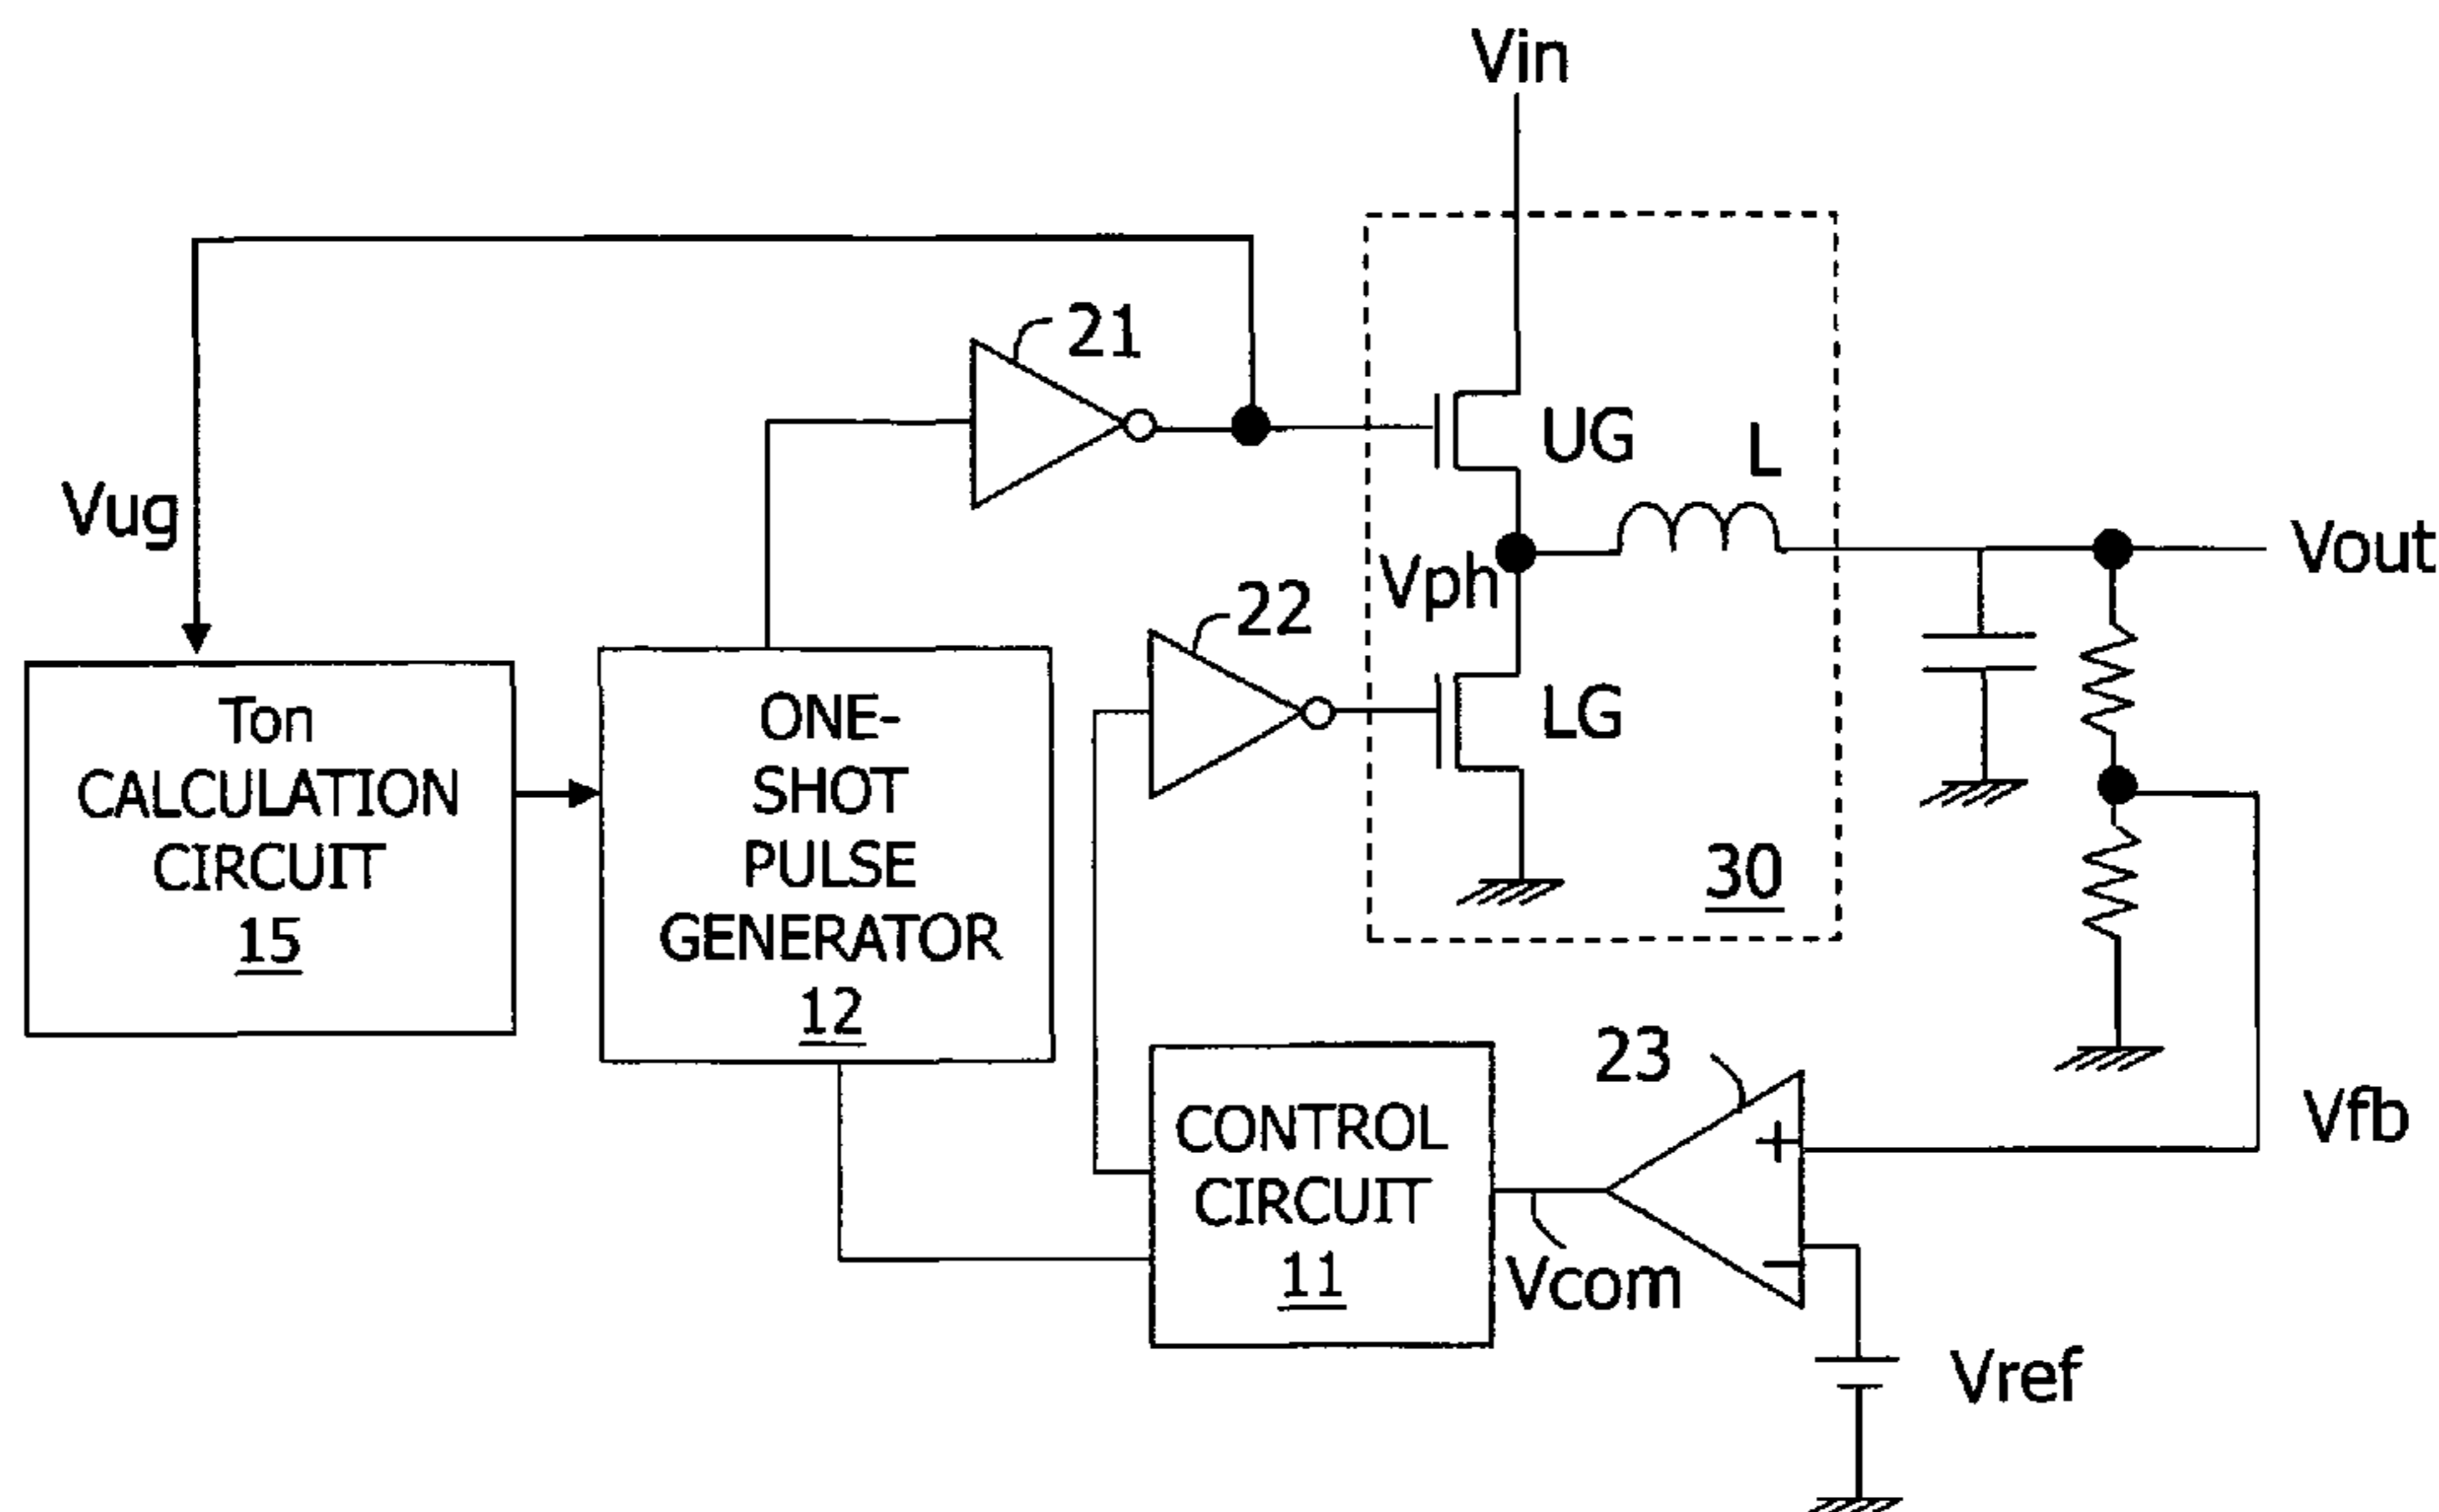 Vin
21
UG
L
Vug
Vout
Vph
22
Ton
CALCULATION
CIRCUIT
15
ONE-
SHOT
PULSE
GENERATOR
12
LG
30
23
CONTROL
CIRCUIT
11
+
−
Vfb
Vcom
Vref